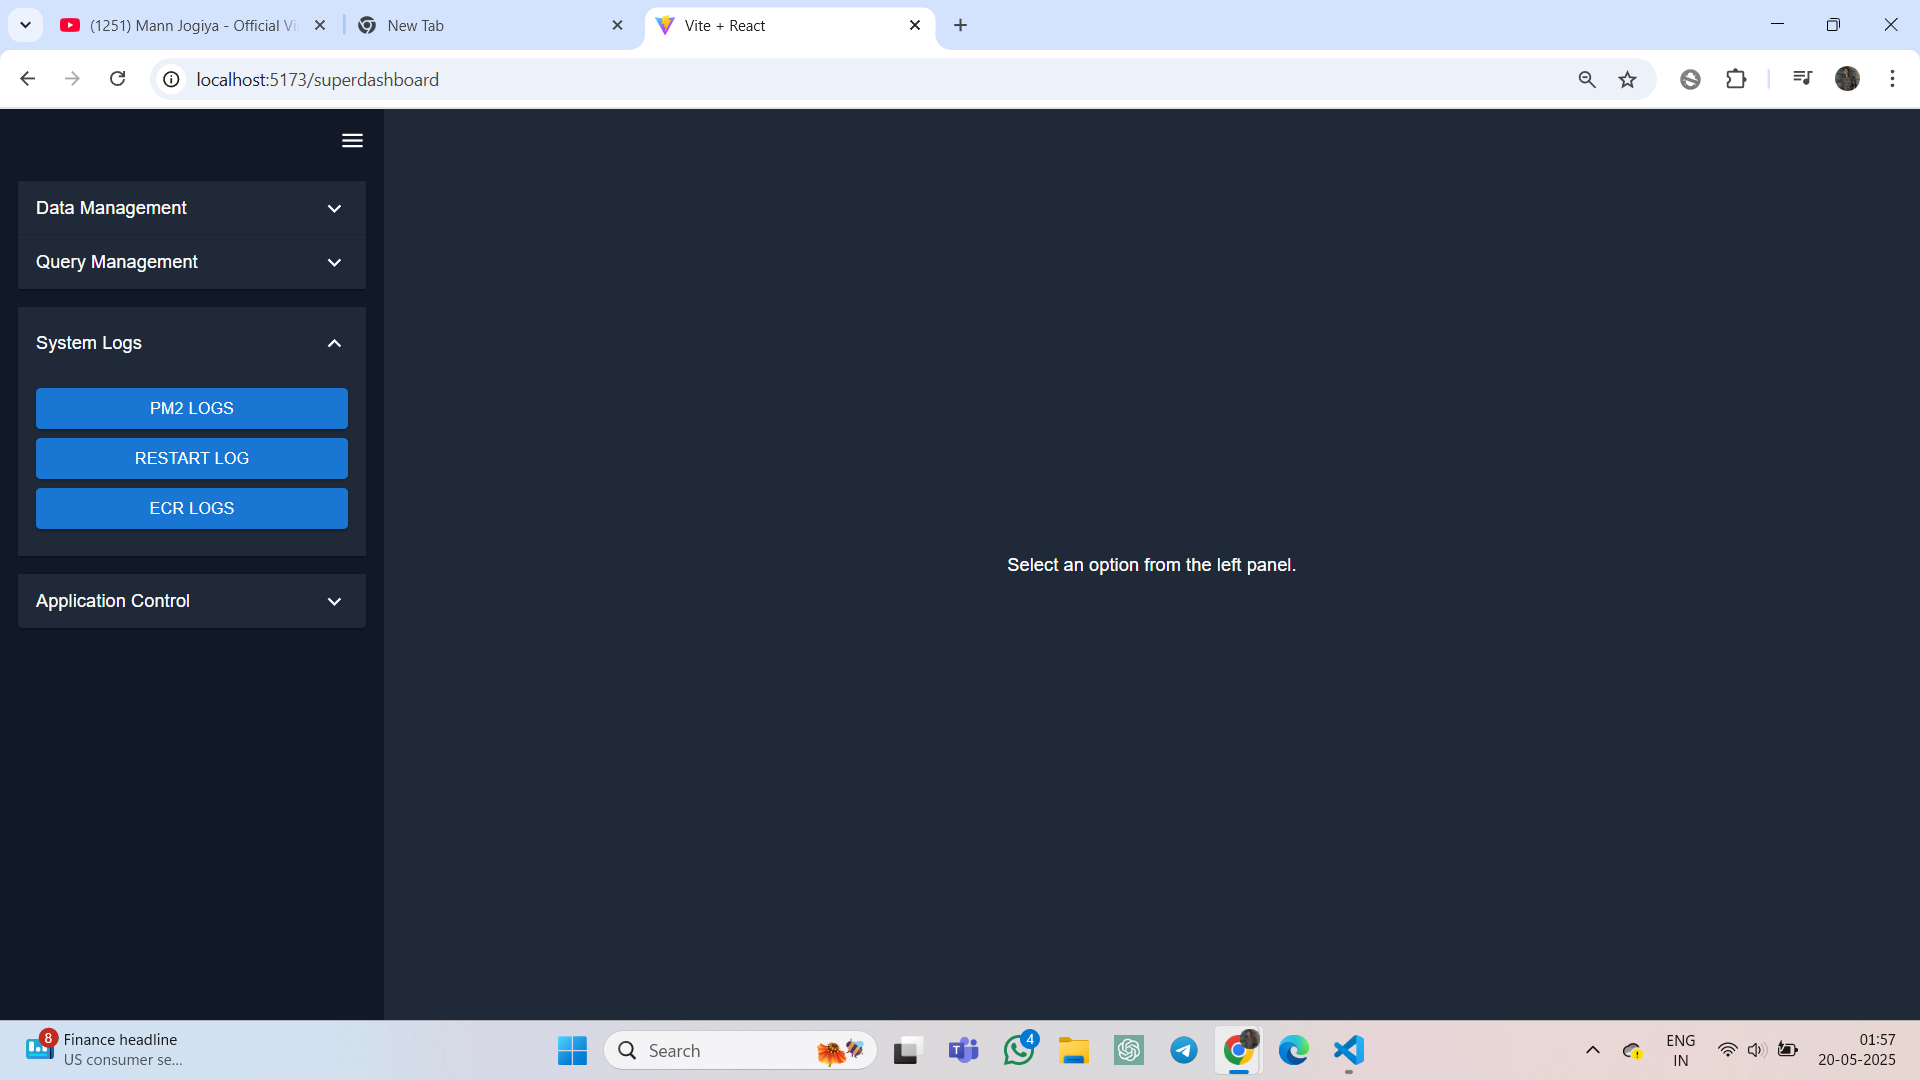 (1251) Mann Jogiya - Official Vi
New Tab
Vite + React
localhost:5173/superdashboard
Data Management
Query Management
System Logs
PM2 LOGS
RESTART LOG
ECR LOGS
Application Control
Select an option from the left panel.
8
Finance headline
US consumer se...
Search
T
4
ENG
IN
01:57
20-05-2025